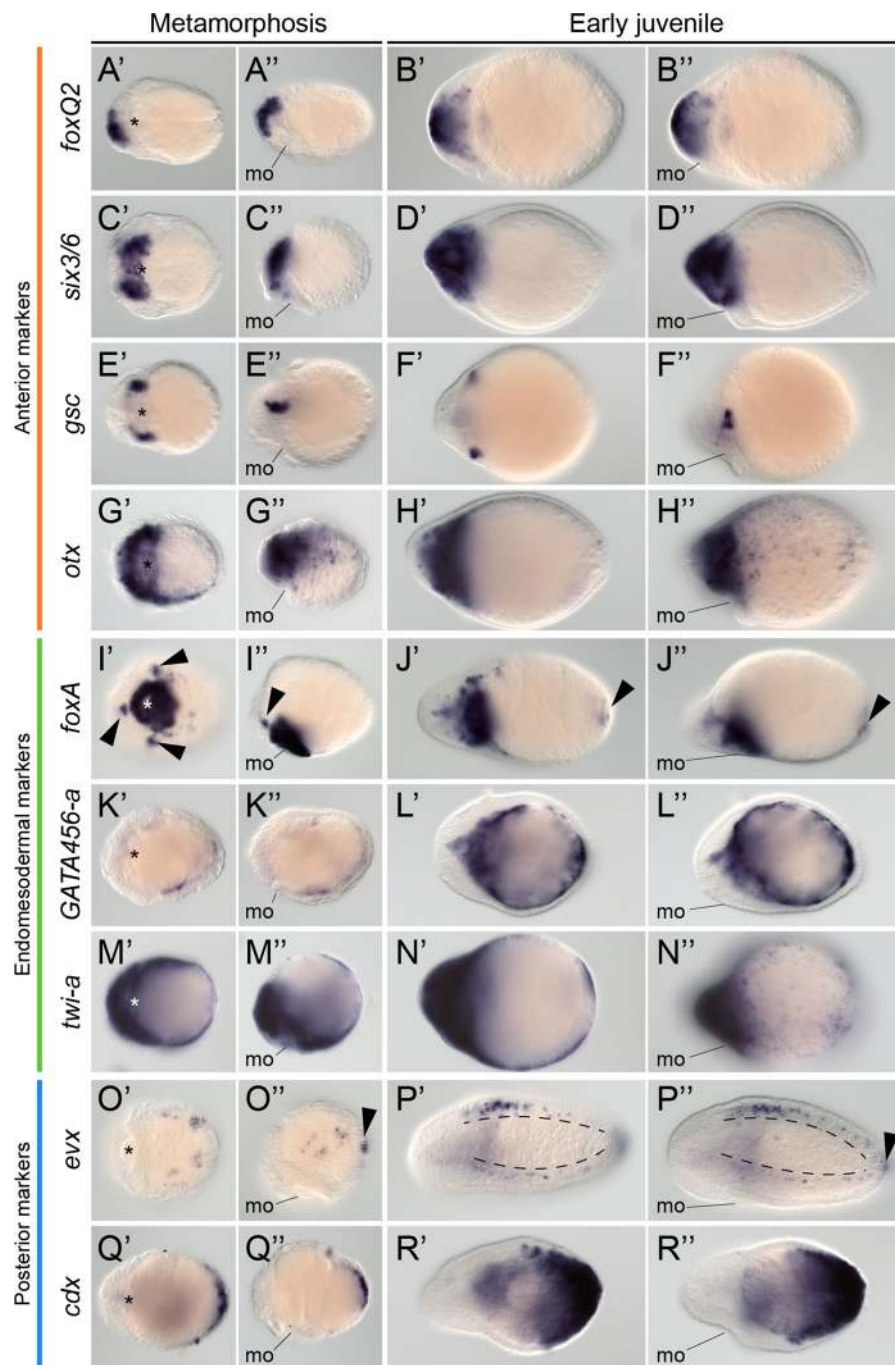 Metamorphosis Early juvenile
A’ A’’ B’ B’’
foxQ2
* mo mo
C’ C’’ D’ D’’
six3/6
* mo mo
E’ E’’ F’ F’’
gsc
* mo mo
G’ G’’ H’ H’’
otx
* mo mo
Anterior markers
I’ I’’ J’ J’’
foxA
* mo mo
K’ K’’ L’ L’’
GATA456-a
* mo mo
M’ M’’ N’ N’’
twi-a
* mo mo
Endomesodermal markers
O’ O’’ P’ P’’
evx
* mo mo
Q’ Q’’ R’ R’’
cdx
* mo mo
Posterior markers